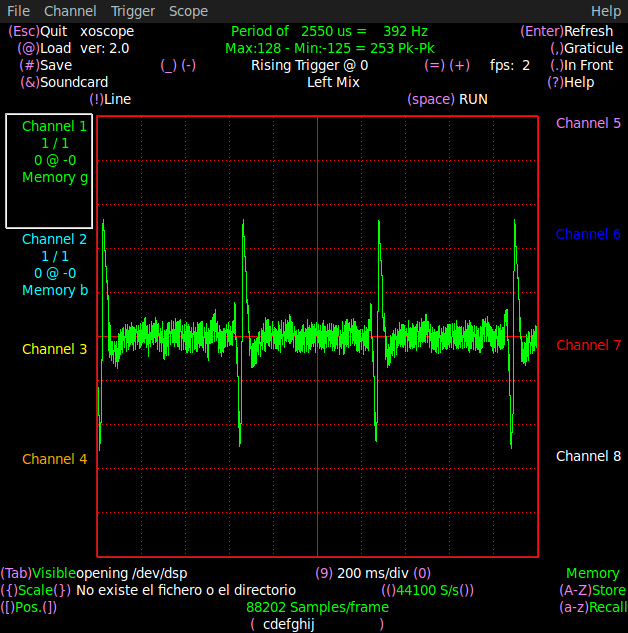 File Channel Trigger Scope Help
(Esc)Quit xoscope Period of 2550 us = 392 Hz (Enter)Refresh
(@)Load ver: 2.0 Max:128 - Min:-125 = 253 Pk-Pk (,)Graticule
(#)Save (_) (-) Rising Trigger @ 0 (=) (+) fps: 2 (.)In Front
(&)Soundcard Left Mix (?)Help
(!)Line (space) RUN
Channel 1
1 / 1
0 @ -0
Memory g
Channel 2
1 / 1
0 @ -0
Memory b
Channel 3
Channel 4
Channel 5
Channel 6
Channel 7
Channel 8
(Tab)Visible opening /dev/dsp (9) 200 ms/div (0) Memory
({)Scale(}) No existe el fichero o el directorio (()44100 S/s()) (A-Z)Store
([)Pos.(]) 88202 Samples/frame (a-z)Recall
( cdefghij )